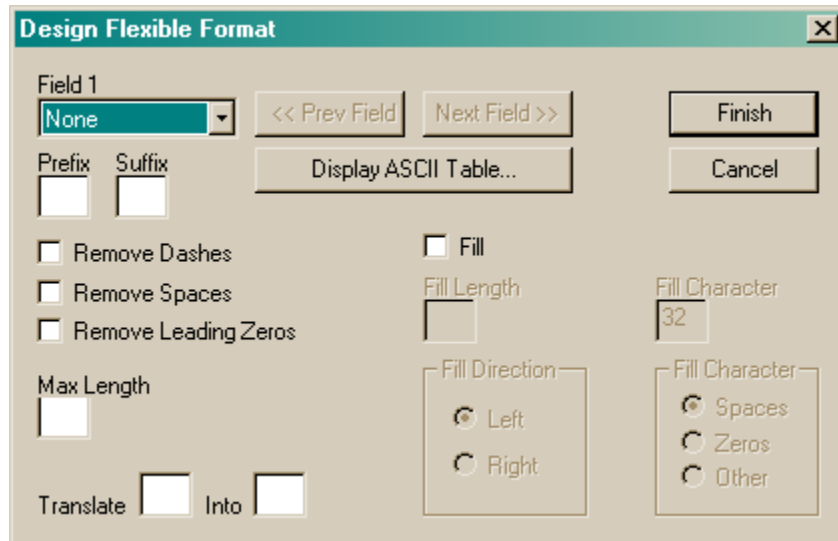 Design Flexible Format
Field 1
None
<< Prev Field
Next Field >>
Finish
Prefix
Suffix
Display ASCII Table...
Cancel
Remove Dashes
Remove Spaces
Remove Leading Zeros
Max Length
Translate
Into
Fill
Fill Length
Fill Character
32
Fill Direction
Left
Right
Fill Character
Spaces
Zeros
Other